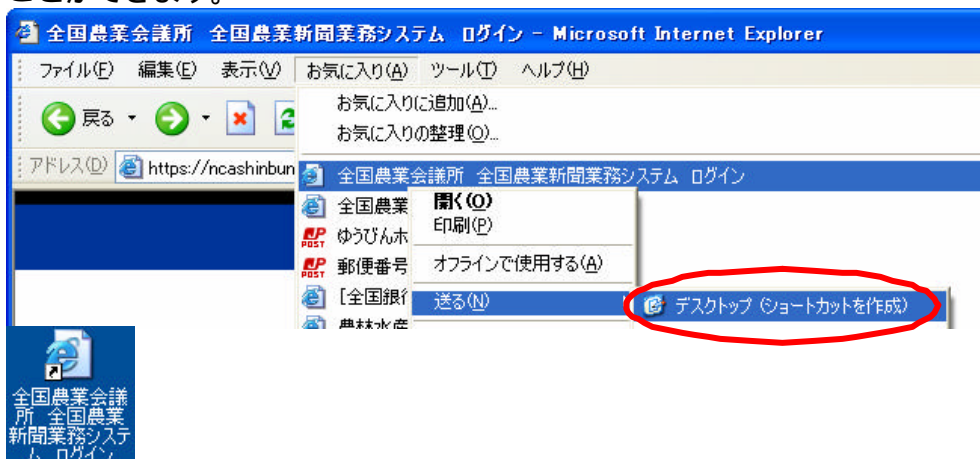 ことができます。
全国農業会議所 全国農業新聞業務システム ログイン - Microsoft Internet Explorer
ファイル(F) 編集(E) 表示(V) お気に入り(A) ツール(T) ヘルプ(H)
戻る
お気に入りに追加(A)...
お気に入りの整理(O)...
アドレス(D) https://ncashinbun
全国農業会議所 全国農業新聞業務システム ログイン
全国農業
開く(O)
ゆうびんホ
印刷(P)
郵便番号
オフラインで使用する(A)
[全国銀行
送る(N)
デスクトップ (ショートカットを作成)
農林水産
全国農業会議
所 全国農業
新聞業務システ
ム ログイン